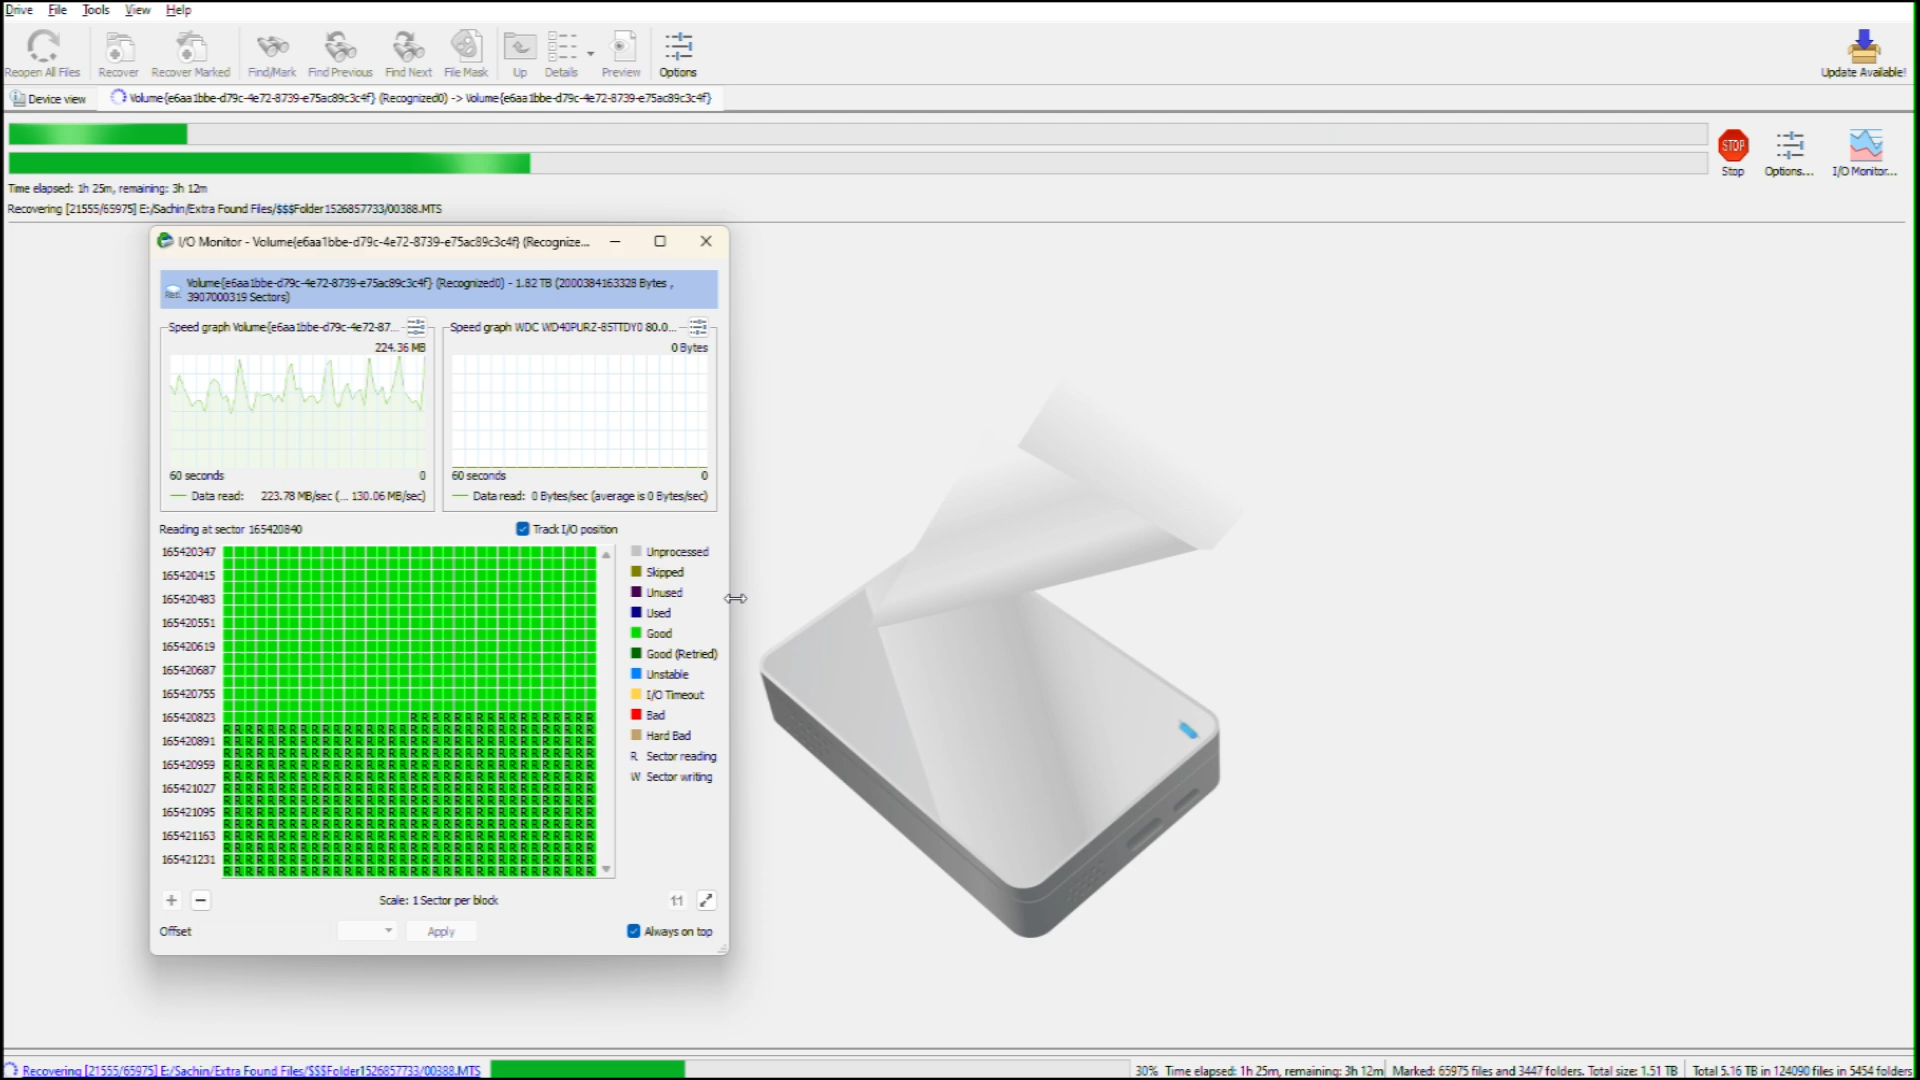 Drive File Tools View Help
Reopen All Files Recover Recover Marked Find/Mark Find Previous Find Next File Mask Up Details Preview Options Update Available!
Device view Volume{e6aa1bbe-d79c-4e72-8739-e75ac89c3c4f} (Recognized0) -> Volume{e6aa1bbe-d79c-4e72-8739-e75ac89c3c4f}
STOP
Stop Options... I/O Monitor...
Time elapsed: 1h 25m, remaining: 3h 12m
Recovering [21555/65975] E:/Sachin/Extra Found Files/$$$Folder1526857733/00388.MTS
I/O Monitor - Volume{e6aa1bbe-d79c-4e72-8739-e75ac89c3c4f} (Recognize...
Rec.
Volume{e6aa1bbe-d79c-4e72-8739-e75ac89c3c4f} (Recognized0) - 1.82 TB (2000384163328 Bytes ,
3907000319 Sectors)
Speed graph Volume{e6aa1bbe-d79c-4e72-87... Speed graph WDC WD40PURZ-85TTDY0 80.0...
224.36 MB 0 Bytes
60 seconds 0 60 seconds 0
Data read: 223.78 MB/sec (... 130.06 MB/sec) Data read: 0 Bytes/sec (average is 0 Bytes/sec)
Reading at sector 165420840 Track I/O position
165420347 Unprocessed
165420415 Skipped
165420483 Unused
165420551 Used
165420619 Good
165420687 Good (Retried)
165420755 Unstable
165420823 I/O Timeout
165420891 Bad
165420959 Hard Bad
165421027 R Sector reading
165421095 W Sector writing
165421163
165421231
+ − Scale: 1 Sector per block 1:1
Offset Apply Always on top
Recovering [21555/65975] E:/Sachin/Extra Found Files/$$$Folder1526857733/00388.MTS 30% Time elapsed: 1h 25m, remaining: 3h 12m Marked: 65975 files and 3447 folders. Total size: 1.51 TB Total 5.16 TB in 124090 files in 5454 folders